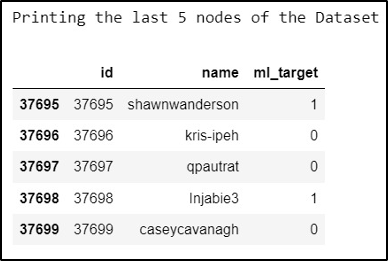 Printing the last 5 nodes of the Dataset
id name ml_target
37695 37695 shawnwanderson 1
37696 37696 kris-ipeh 0
37697 37697 qpautrat 0
37698 37698 Injabie3 1
37699 37699 caseycavanagh 0